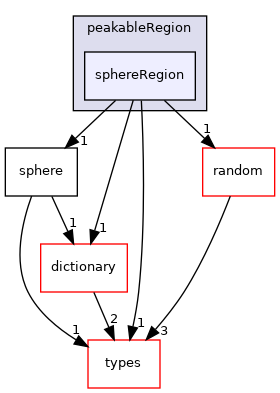 peakableRegion
sphereRegion
1
1
sphere
random
1
1
dictionary
2
1
1
3
types